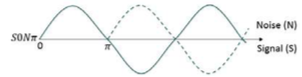 Noise (N)
S0Nπ
0
π
Signal (S)